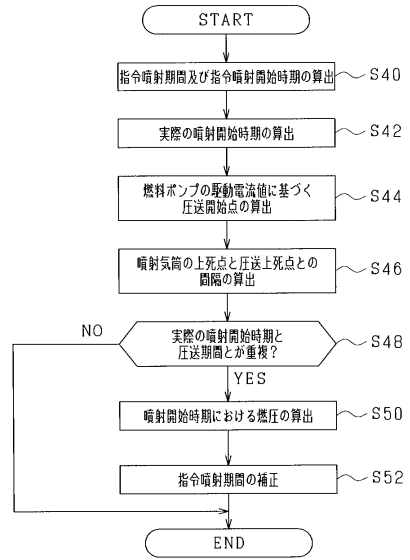 START
指令噴射期間及び指令噴射開始時期の算出
S40
実際の噴射開始時期の算出
S42
燃料ポンプの駆動電流値に基づく
圧送開始点の算出
S44
噴射気筒の上死点と圧送上死点との
間隔の算出
S46
実際の噴射開始時期と
圧送期間とが重複?
S48
NO
YES
噴射開始時期における燃圧の算出
S50
指令噴射期間の補正
S52
END